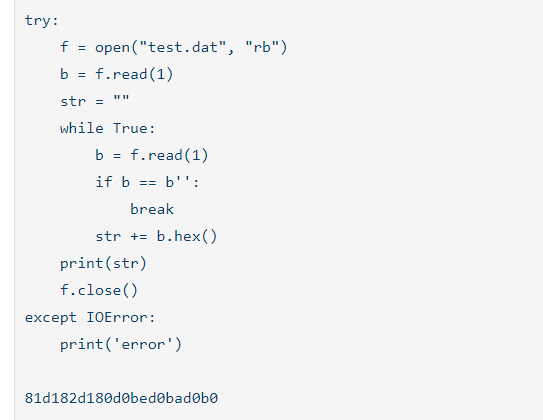 try:
    f = open("test.dat", "rb")
    b = f.read(1)
    str = ""
    while True:
        b = f.read(1)
        if b == b'':
            break
        str += b.hex()
    print(str)
    f.close()
except IOError:
    print('error')

81d182d180d0bed0bad0b0